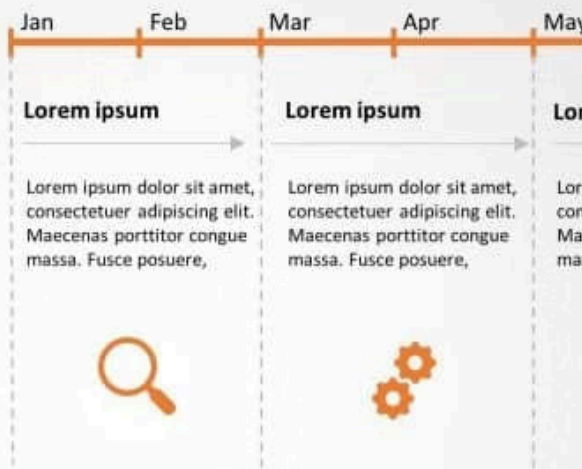 Jan Feb Mar Apr May
Lorem ipsum
Lorem ipsum dolor sit amet,
consectetuer adipiscing elit.
Maecenas porttitor congue
massa. Fusce posuere,
Lorem ipsum
Lorem ipsum dolor sit amet,
consectetuer adipiscing elit.
Maecenas porttitor congue
massa. Fusce posuere,